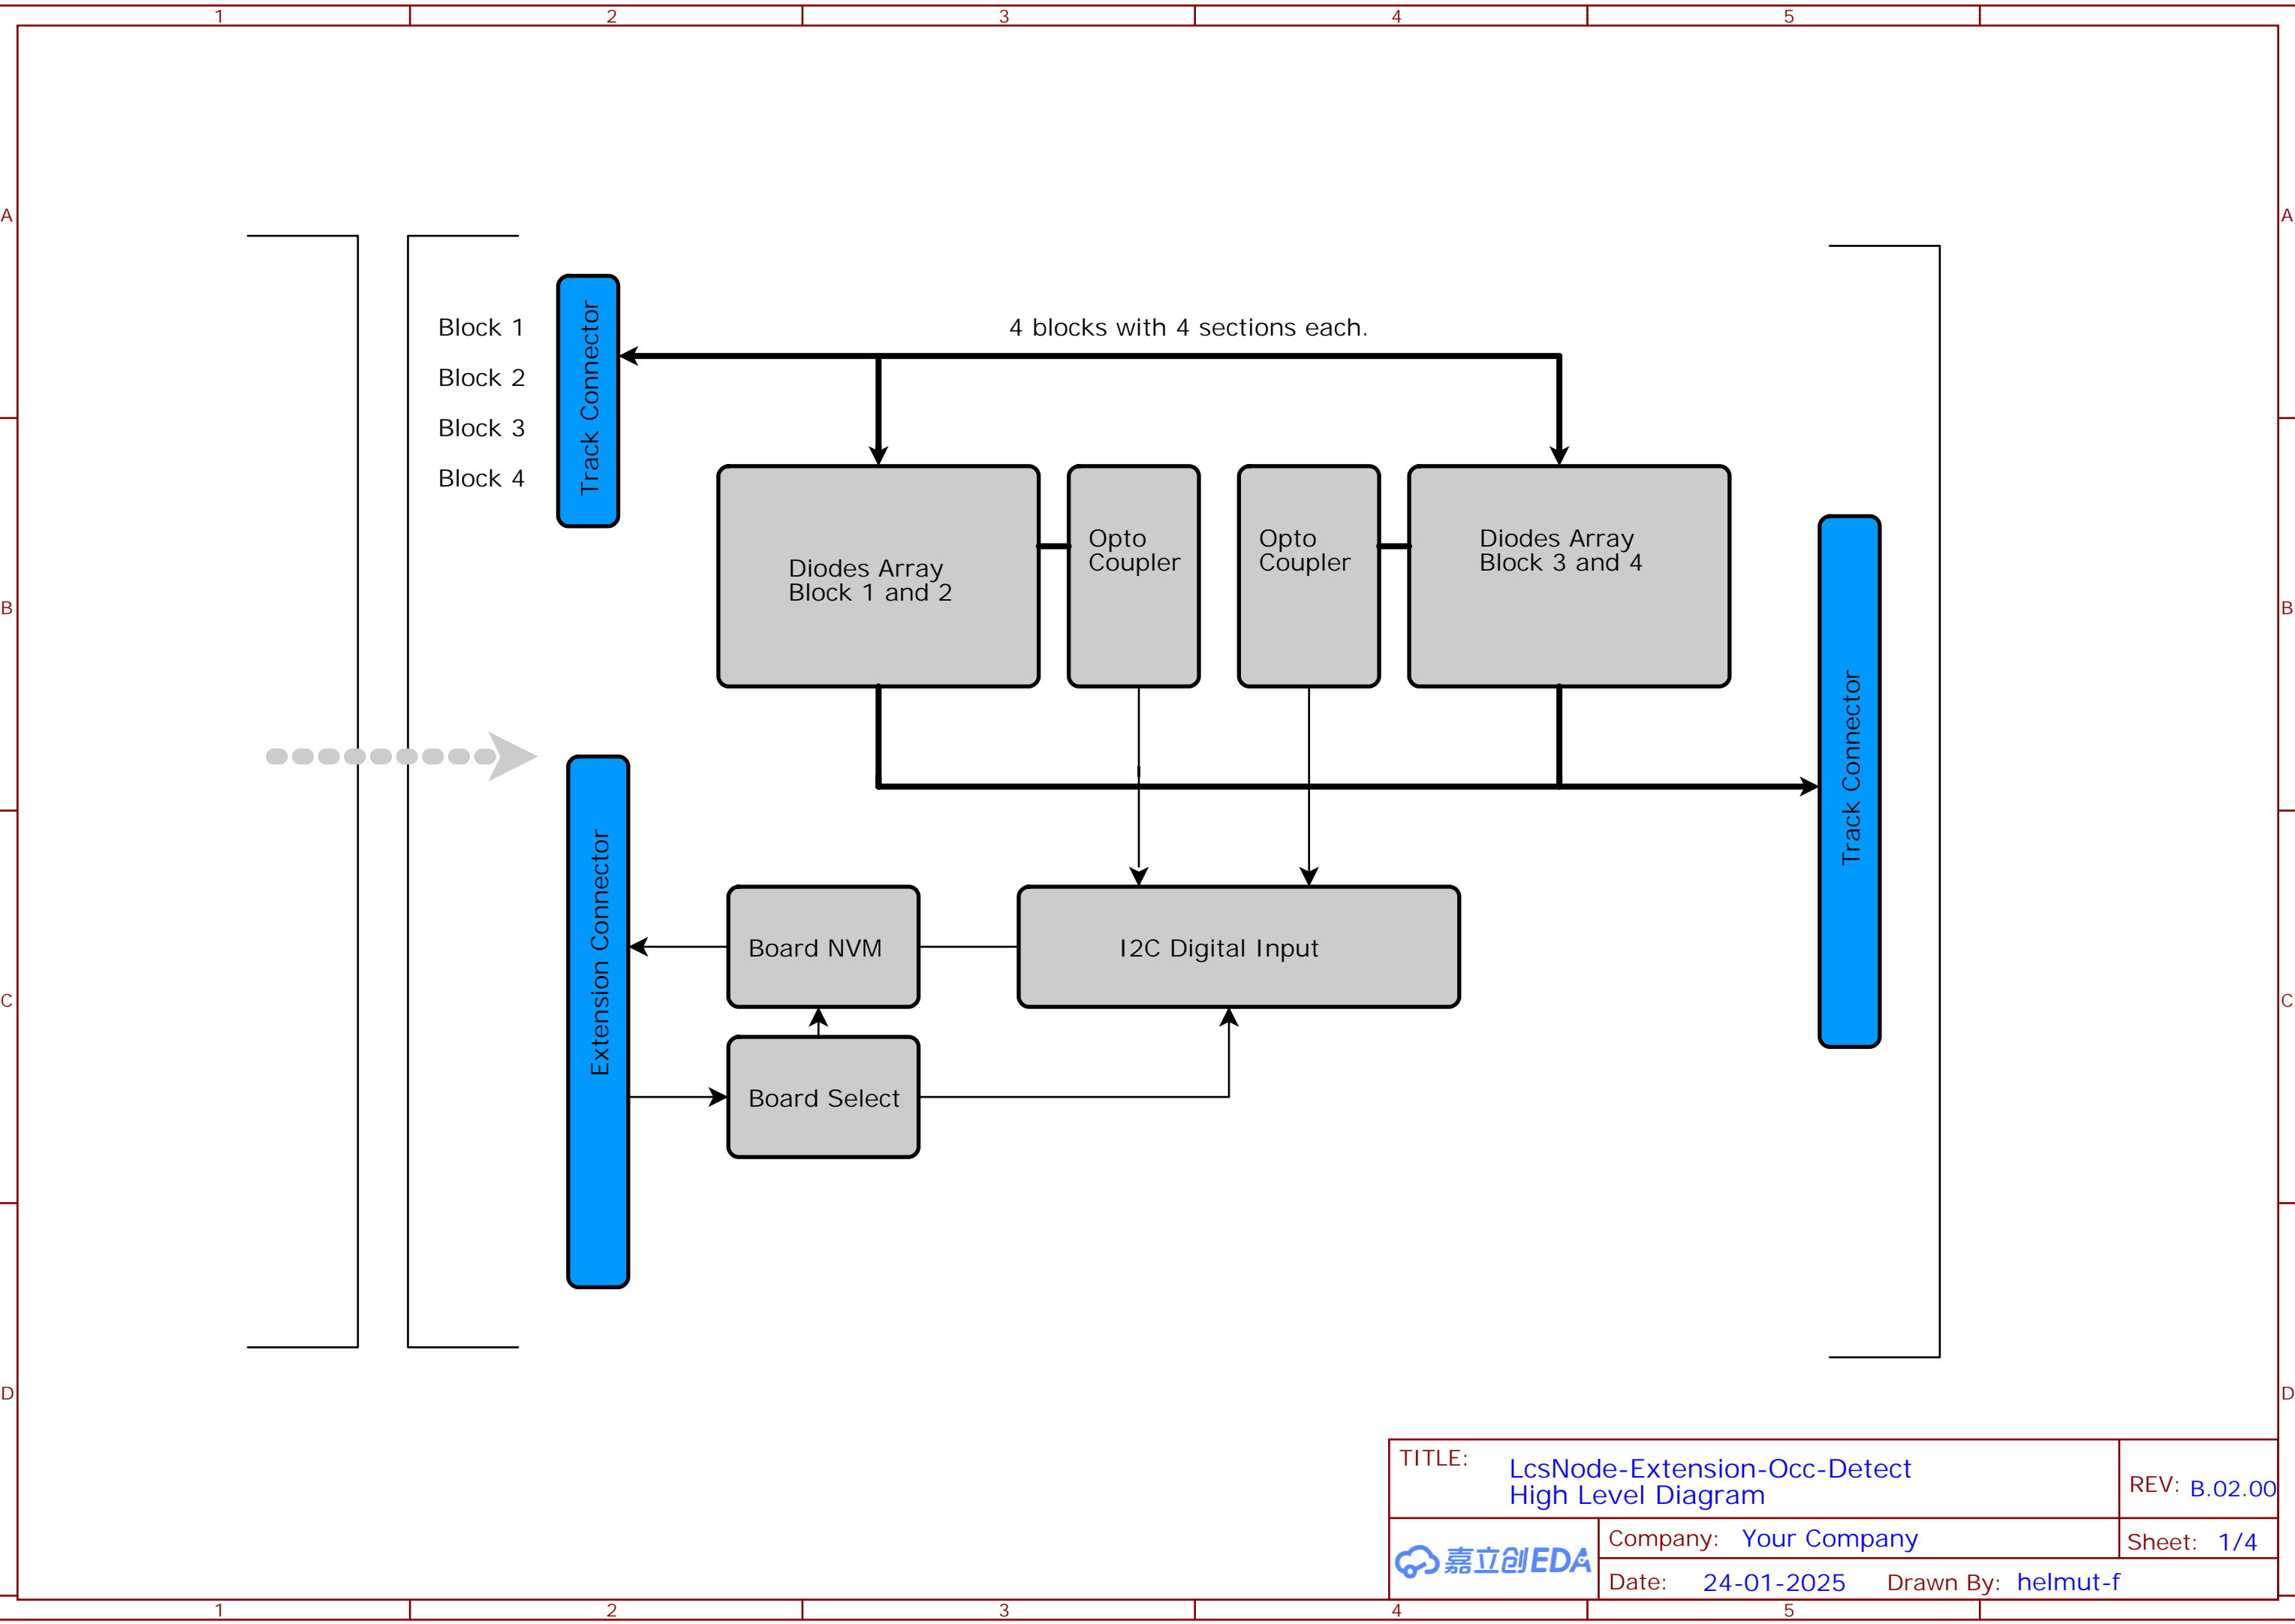 1 2 3 4 5
A A
Block 1
Block 2
Block 3
Block 4
Track Connector
4 blocks with 4 sections each.
B B
Diodes Array
Block 1 and 2
Opto
Coupler
Opto
Coupler
Diodes Array
Block 3 and 4
Track Connector
Extension Connector
C C
Board NVM
I2C Digital Input
Board Select
D D
TITLE:
LcsNode-Extension-Occ-Detect
High Level Diagram
REV: B.02.00
嘉立创EDA
Company: Your Company
Sheet: 1/4
Date: 24-01-2025 Drawn By: helmut-f
1 2 3 4 5